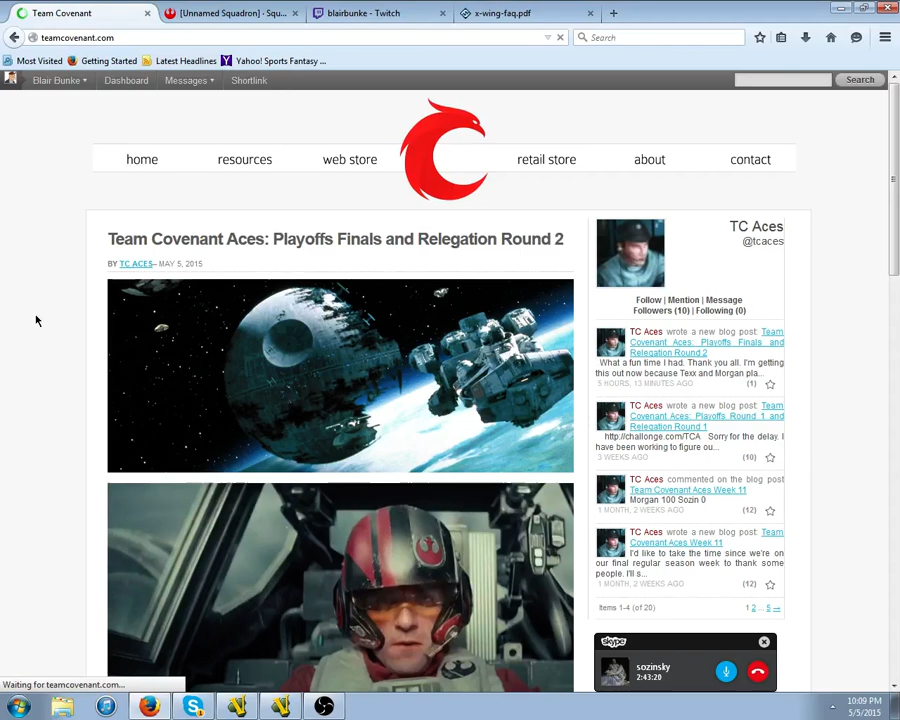 Team Covenant
[Unnamed Squadron] · Squ...
blairbunke - Twitch
x-wing-faq.pdf
teamcovenant.com
Search
Most Visited
Getting Started
Latest Headlines
Yahoo! Sports Fantasy ...
Blair Bunke
Dashboard
Messages
Shortlink
Search
home
resources
web store
retail store
about
contact
Team Covenant Aces: Playoffs Finals and Relegation Round 2
BY TC ACES– MAY 5, 2015
TC Aces
@tcaces
Follow | Mention | Message
Followers (10) | Following (0)
TC Aces wrote a new blog post: Team
Covenant Aces: Playoffs Finals and
Relegation Round 2
What a fun time I had. Thank you all. I'm getting
this out now because Texx and Morgan pla...
5 HOURS, 13 MINUTES AGO
(1)
TC Aces wrote a new blog post: Team
Covenant Aces: Playoffs Round 1 and
Relegation Round 1
http://challonge.com/TCA Sorry for the delay. I
have been working to figure ou...
3 WEEKS AGO
(10)
TC Aces commented on the blog post
Team Covenant Aces Week 11
Morgan 100 Sozin 0
1 MONTH, 2 WEEKS AGO
(12)
TC Aces wrote a new blog post: Team
Covenant Aces Week 11
I'd like to take the time since we're on
our final regular season week to thank some
people. I'll s...
1 MONTH, 2 WEEKS AGO
(12)
Items 1-4 (of 20)
1 2 ... 5 →
skype
sozinsky
2:43:20
Waiting for teamcovenant.com...
10:09 PM
5/5/2015